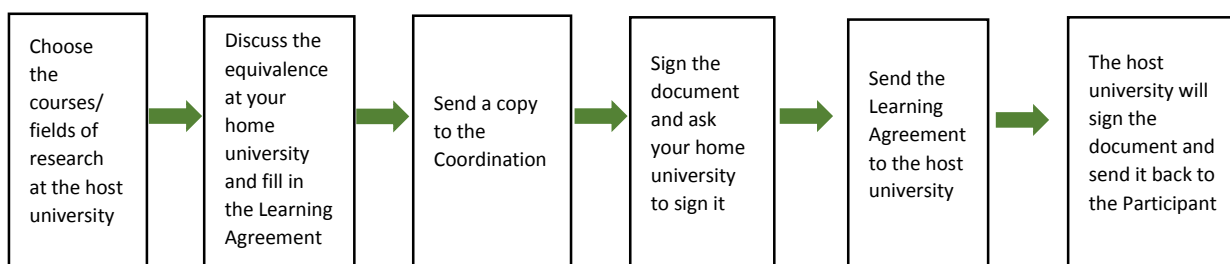 Choose
the
courses/
fields of
research
at the host
university
Discuss the
equivalence
at your
home
university
and fill in
the Learning
Agreement
Send a copy
to the
Coordination
Sign the
document
and ask
your home
university
to sign it
Send the
Learning
Agreement
to the host
university
The host
university will
sign the
document and
send it back to
the Participant